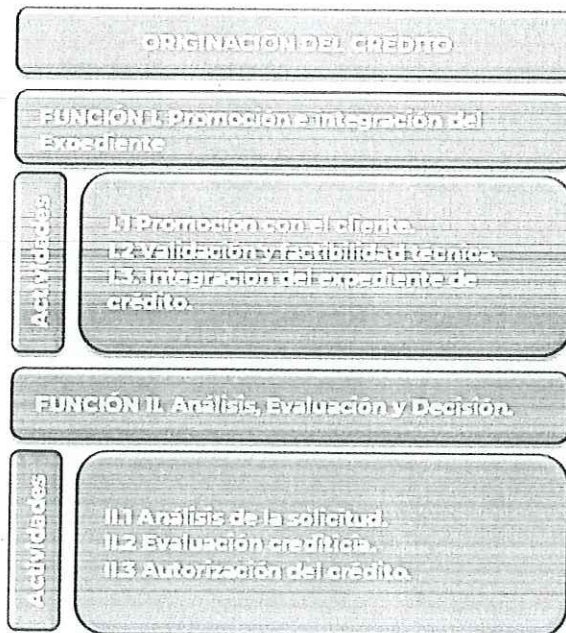 ORIGINACIÓN DEL CRÉDITO
FUNCIÓN I. Promoción e Integración del
Expediente
Actividades
I.1 Promoción con el cliente.
I.2 Validación y factibilidad técnica.
I.3. Integración del expediente de
crédito.
FUNCIÓN II. Análisis, Evaluación y Decisión.
Actividades
II.1 Análisis de la solicitud.
II.2 Evaluación crediticia.
II.3 Autorización del crédito.